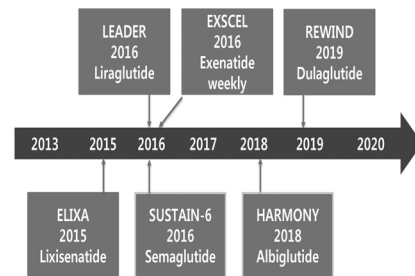 LEADER
2016
Liraglutide
EXSCEL
2016
Exenatide
weekly
REWIND
2019
Dulaglutide
2013 2015 2016 2017 2018 2019 2020
ELIXA
2015
Lixisenatide
SUSTAIN-6
2016
Semaglutide
HARMONY
2018
Albiglutide